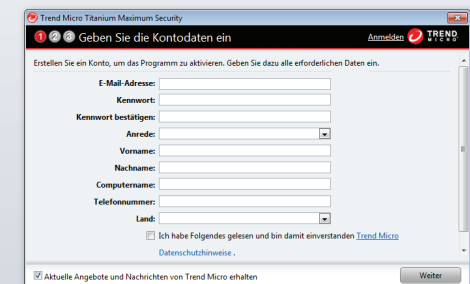 Trend Micro Titanium Maximum Security
1 2 3 Geben Sie die Kontodaten ein
Anmelden
TREND MICRO
Erstellen Sie ein Konto, um das Programm zu aktivieren. Geben Sie dazu alle erforderlichen Daten ein.
E-Mail-Adresse:
Kennwort:
Kennwort bestätigen:
Anrede:
Vorname:
Nachname:
Computername:
Telefonnummer:
Land:
Ich habe Folgendes gelesen und bin damit einverstanden Trend Micro
Datenschutzhinweise .
Aktuelle Angebote und Nachrichten von Trend Micro erhalten
Weiter